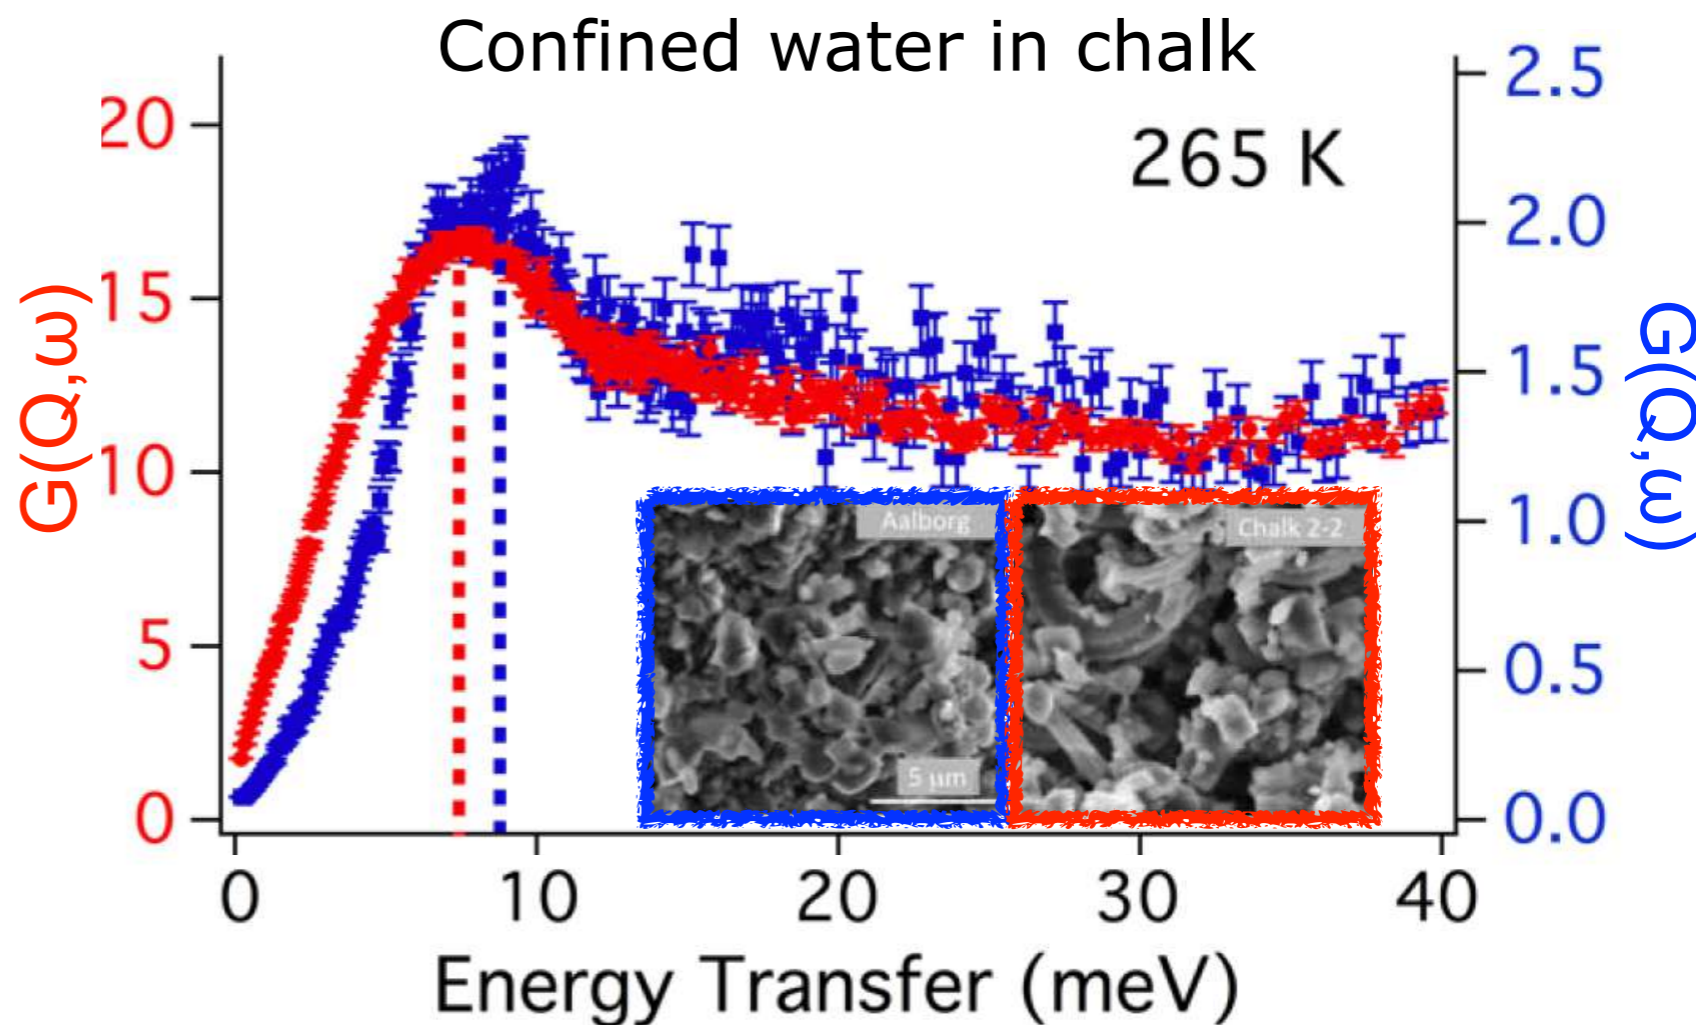 Confined water in chalk
265 K
G(Q,ω)
20
15
10
5
0
2.5
2.0
1.5
1.0
0.5
0.0
G(Q,ω)
Aalborg
5 µm
Chalk 2-2
0 10 20 30 40
Energy Transfer (meV)